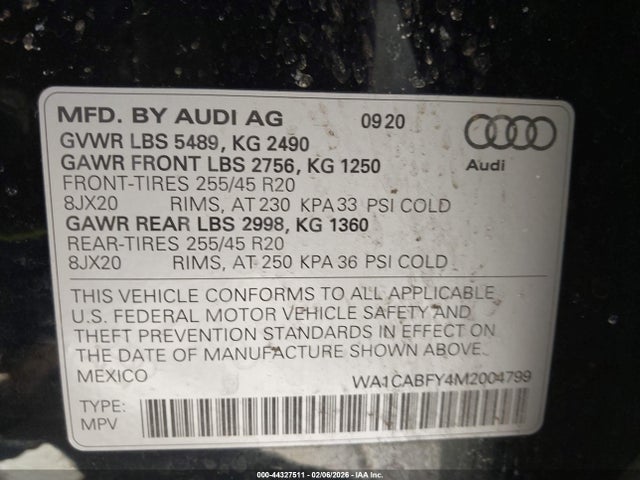 MFD. BY AUDI AG 0920
GVWR LBS 5489, KG 2490
GAWR FRONT LBS 2756, KG 1250
Audi
FRONT-TIRES 255/45 R20
8JX20 RIMS, AT 230 KPA 33 PSI COLD
GAWR REAR LBS 2998, KG 1360
REAR-TIRES 255/45 R20
8JX20 RIMS, AT 250 KPA 36 PSI COLD
THIS VEHICLE CONFORMS TO ALL APPLICABLE
U.S. FEDERAL MOTOR VEHICLE SAFETY AND
THEFT PREVENTION STANDARDS IN EFFECT ON
THE DATE OF MANUFACTURE SHOWN ABOVE.
MEXICO WA1CABFY4M2004799
TYPE:
MPV
000-44327511 - 02/06/2026 - IAA Inc.